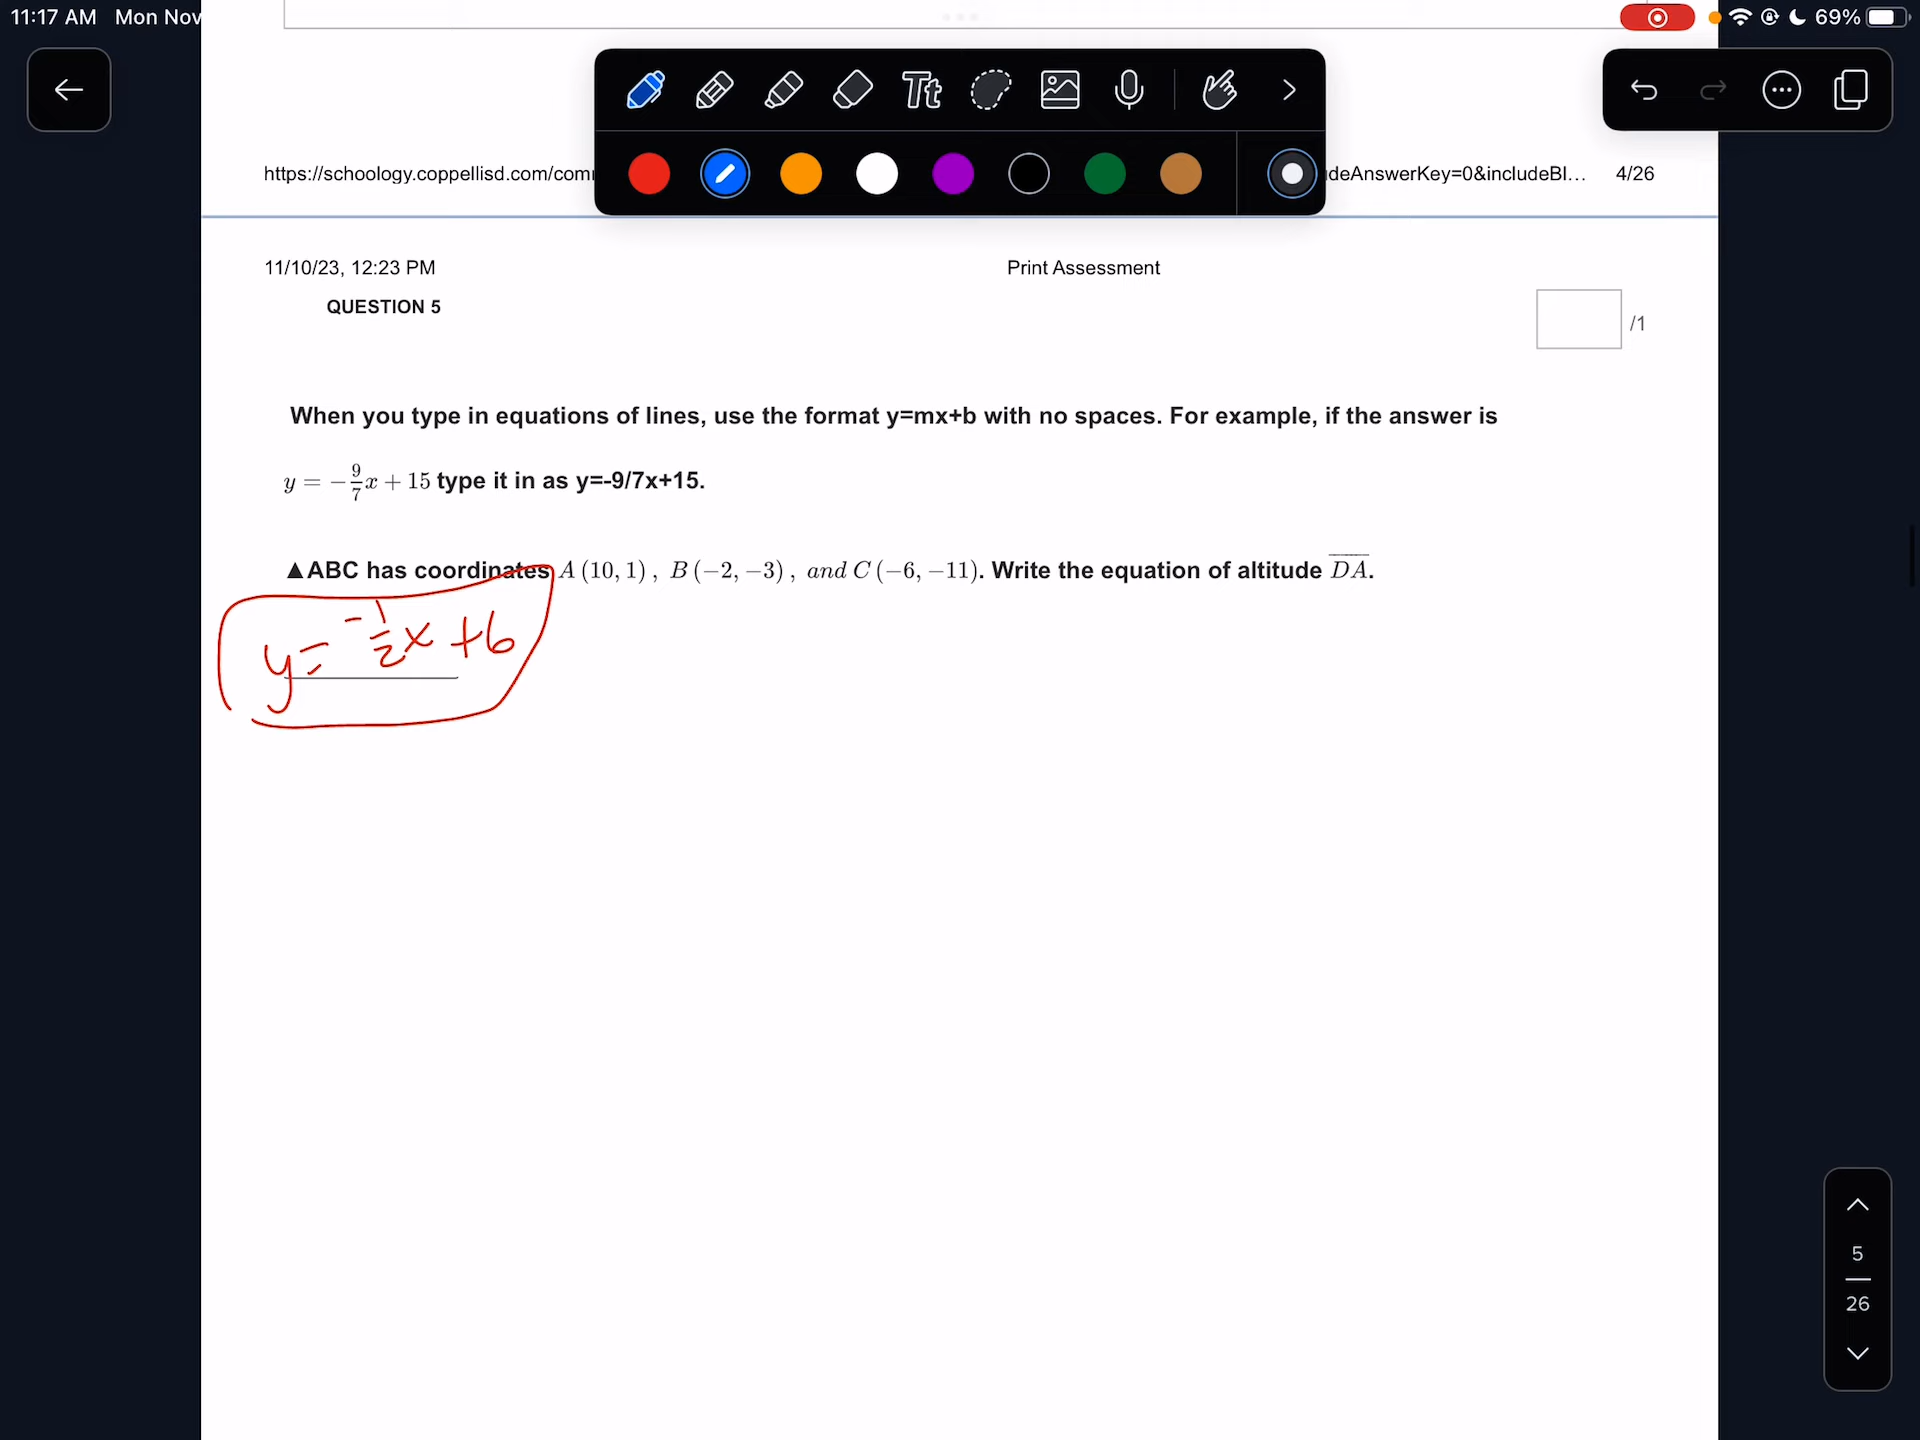 11:17 AM Mon Nov
69%
Tt
https://schoology.coppellisd.com/com
deAnswerKey=0&includeBl... 4/26
11/10/23, 12:23 PM Print Assessment
QUESTION 5
/1
When you type in equations of lines, use the format y=mx+b with no spaces. For example, if the answer is
y = −9/7x + 15 type it in as y=-9/7x+15.
▲ABC has coordinates A (10, 1) , B (−2, −3) , and C (−6, −11). Write the equation of altitude D̅A̅.
y = -1/2x +6
5
26